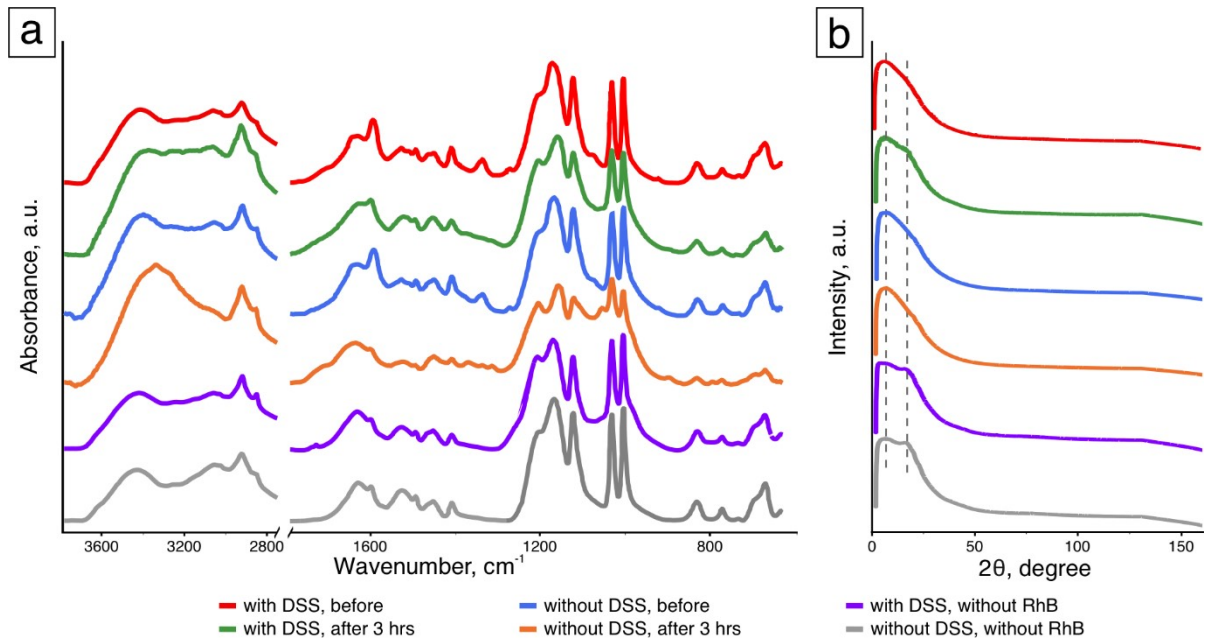 a
b
Absorbance, a.u.
Intensity, a.u.
3600 3200 2800 1600 1200 800
0 50 100 150
Wavenumber, cm⁻¹
2θ, degree
with DSS, before
without DSS, before
with DSS, without RhB
with DSS, after 3 hrs
without DSS, after 3 hrs
without DSS, without RhB